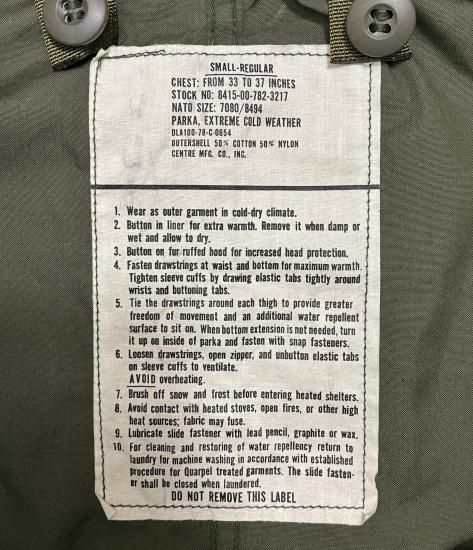 SMALL-REGULAR
CHEST: FROM 33 TO 37 INCHES
STOCK NO: 8415-00-782-3217
NATO SIZE: 7080/8494
PARKA, EXTREME COLD WEATHER
DLA100-78-C-0654
OUTERSHELL 50% COTTON 50% NYLON
CENTRE MFG. CO., INC.
1. Wear as outer garment in cold-dry climate.
2. Button in liner for extra warmth. Remove it when damp or
wet and allow to dry.
3. Button on fur ruffed hood for increased head protection.
4. Fasten drawstrings at waist and bottom for maximum warmth.
Tighten sleeve cuffs by drawing elastic tabs tightly around
wrists and buttoning tabs.
5. Tie the drawstrings around each thigh to provide greater
freedom of movement and an additional water repellent
surface to sit on. When bottom extension is not needed, turn
it up on inside of parka and fasten with snap fasteners.
6. Loosen drawstrings, open zipper, and unbutton elastic tabs
on sleeve cuffs to ventilate.
AVOID overheating.
7. Brush off snow and frost before entering heated shelters.
8. Avoid contact with heated stoves, open fires, or other high
heat sources; fabric may fuse.
9. Lubricate slide fastener with lead pencil, graphite or wax.
10. For cleaning and restoring of water repellency return to
laundry for machine washing in accordance with established
procedure for Quarpel treated garments. The slide fasten-
er shall be closed when laundered.
DO NOT REMOVE THIS LABEL